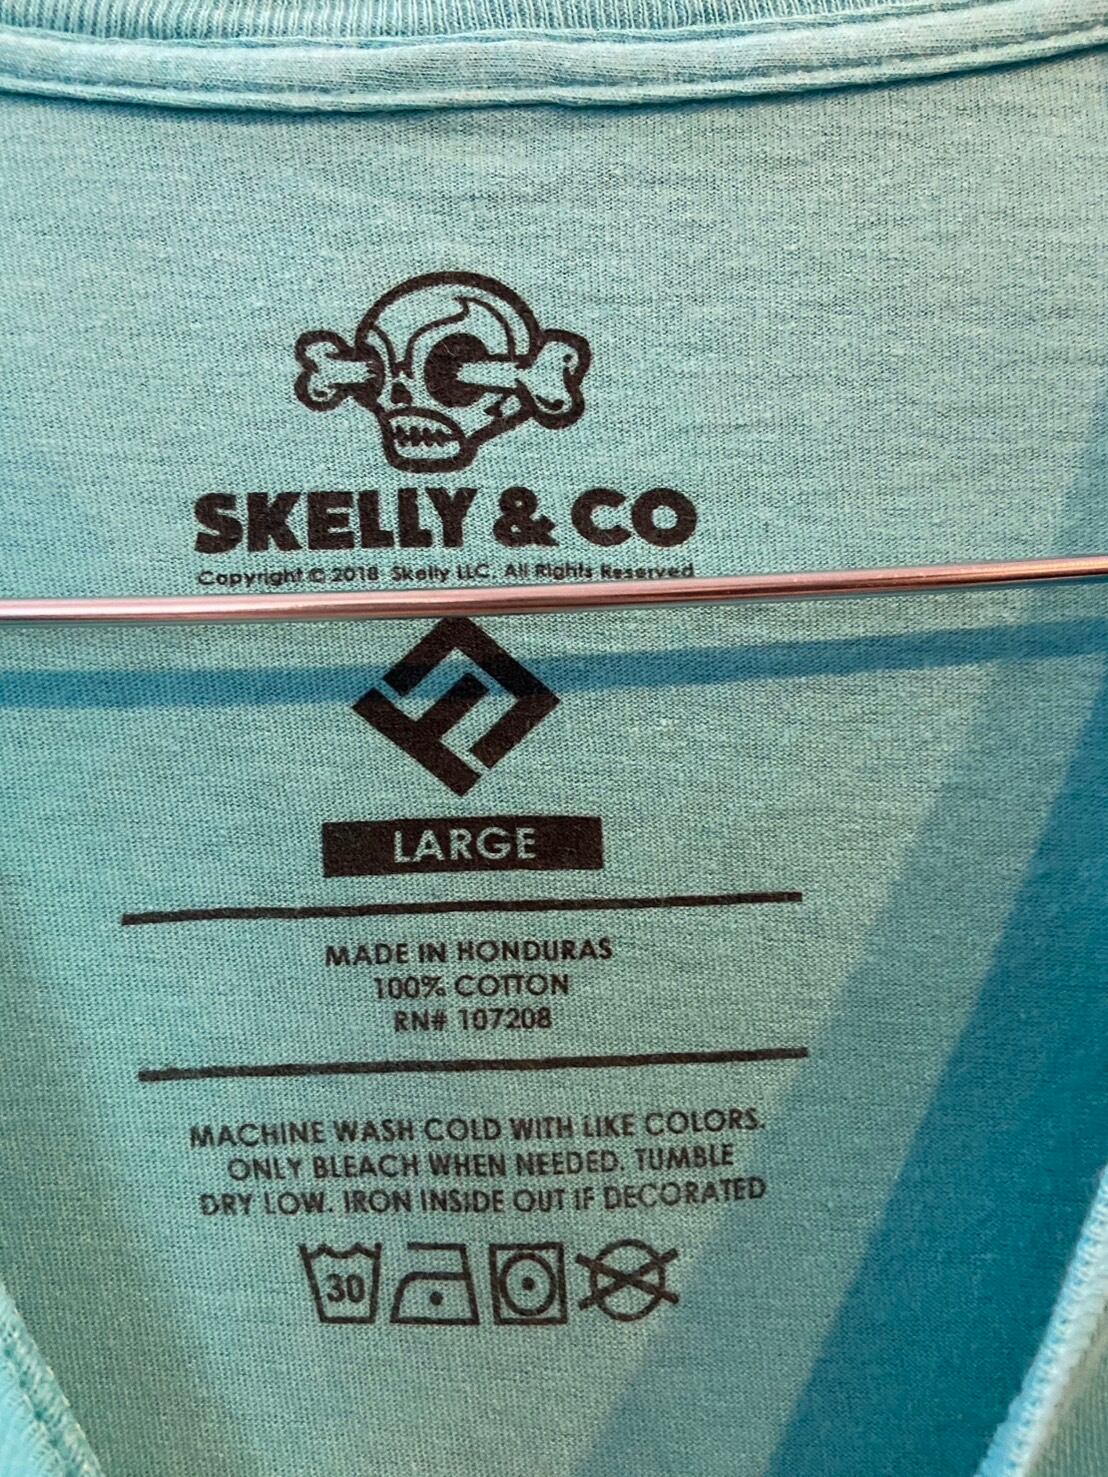 SKELLY & CO
Copyright © 2018 Skelly LLC. All Rights Reserved
LARGE
MADE IN HONDURAS
100% COTTON
RN# 107208
MACHINE WASH COLD WITH LIKE COLORS.
ONLY BLEACH WHEN NEEDED. TUMBLE
DRY LOW. IRON INSIDE OUT IF DECORATED
30